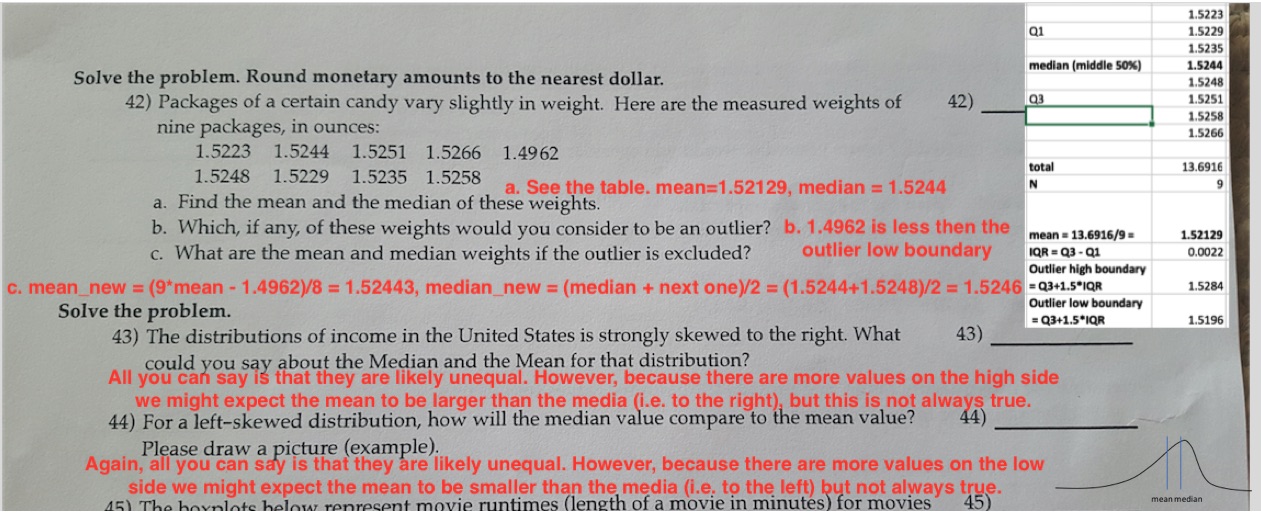 Solve the problem. Round monetary amounts to the nearest dollar.
42) Packages of a certain candy vary slightly in weight. Here are the measured weights of 42)
nine packages, in ounces:
1.5223 1.5244 1.5251 1.5266 1.4962
1.5248 1.5229 1.5235 1.5258
a. See the table. mean=1.52129, median = 1.5244
a. Find the mean and the median of these weights.
b. Which, if any, of these weights would you consider to be an outlier? b. 1.4962 is less then the
outlier low boundary
c. What are the mean and median weights if the outlier is excluded?
c. mean_new = (9*mean - 1.4962)/8 = 1.52443, median_new = (median + next one)/2 = (1.5244+1.5248)/2 = 1.5246
Solve the problem.
43) The distributions of income in the United States is strongly skewed to the right. What 43)
could you say about the Median and the Mean for that distribution?
All you can say is that they are likely unequal. However, because there are more values on the high side
we might expect the mean to be larger than the media (i.e. to the right), but this is not always true.
44) For a left-skewed distribution, how will the median value compare to the mean value? 44)
Please draw a picture (example).
Again, all you can say is that they are likely unequal. However, because there are more values on the low
side we might expect the mean to be smaller than the media (i.e. to the left) but not always true.
45) The boxplots below represent movie runtimes (length of a movie in minutes) for movies 45)
1.5223
Q1 1.5229
1.5235
median (middle 50%) 1.5244
1.5248
Q3 1.5251
1.5258
1.5266
total 13.6916
N 9
mean = 13.6916/9 = 1.52129
IQR = Q3 - Q1 0.0022
Outlier high boundary
= Q3+1.5*IQR 1.5284
Outlier low boundary
= Q3+1.5*IQR 1.5196
mean median